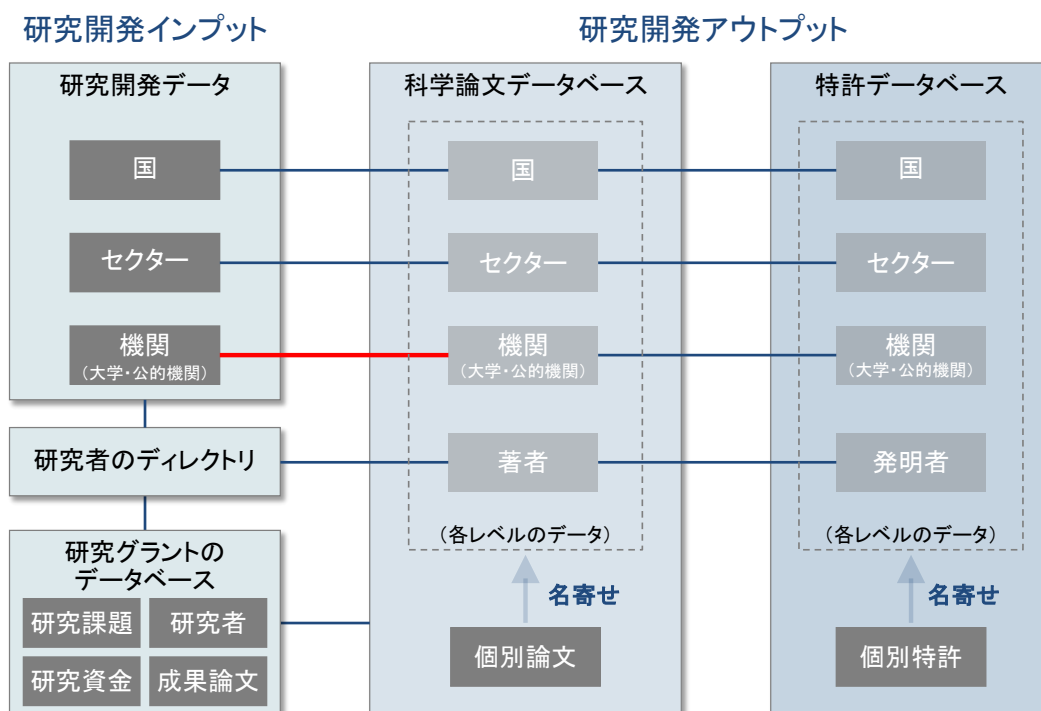 研究開発インプット
研究開発アウトプット
研究開発データ
国
セクター
機関
（大学・公的機関）
研究者のディレクトリ
研究グラントの
データベース
研究課題
研究者
研究資金
成果論文
科学論文データベース
国
セクター
機関
（大学・公的機関）
著者
（各レベルのデータ）
名寄せ
個別論文
特許データベース
国
セクター
機関
（大学・公的機関）
発明者
（各レベルのデータ）
名寄せ
個別特許